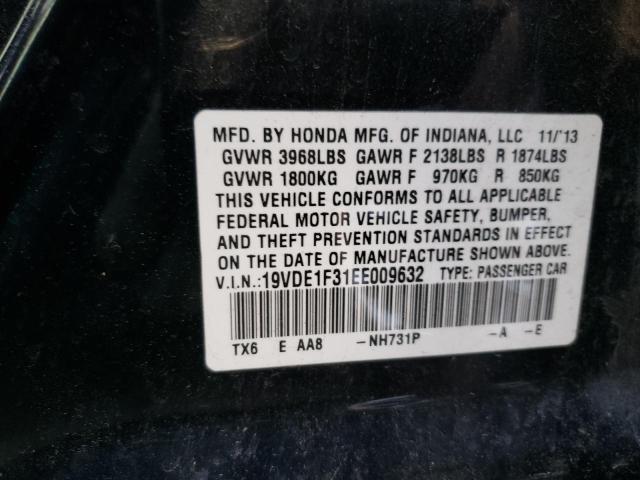 MFD. BY HONDA MFG. OF INDIANA, LLC 11/'13
GVWR 3968LBS GAWR F 2138LBS R 1874LBS
GVWR 1800KG GAWR F 970KG R 850KG
THIS VEHICLE CONFORMS TO ALL APPLICABLE
FEDERAL MOTOR VEHICLE SAFETY, BUMPER,
AND THEFT PREVENTION STANDARDS IN EFFECT
ON THE DATE OF MANUFACTURE SHOWN ABOVE.
V.I.N.:19VDE1F31EE009632 TYPE: PASSENGER CAR
TX6 E AA8 -NH731P -A -E